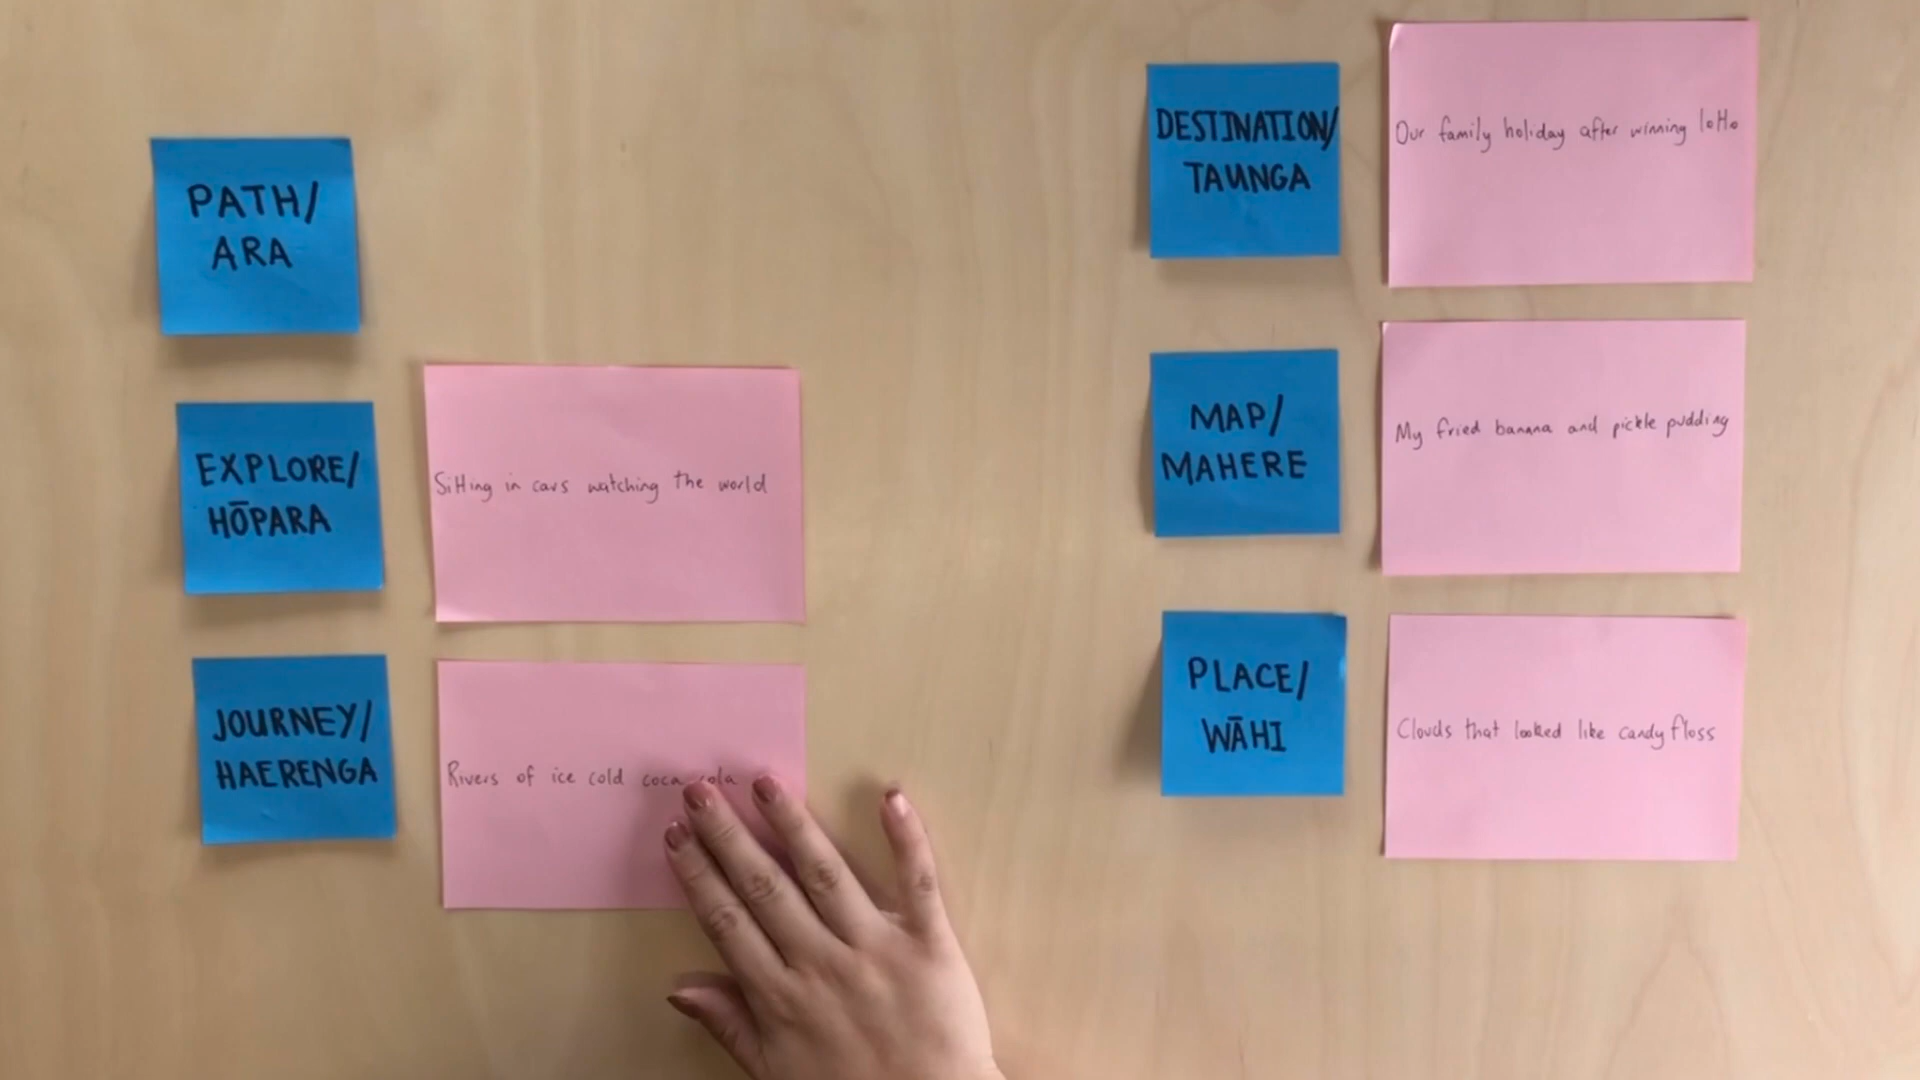 PATH/
ARA
EXPLORE/
HŌPARA
Sitting in cars watching the world
JOURNEY/
HAERENGA
Rivers of ice cold coca cola
DESTINATION/
TAUNGA
Our family holiday after winning lotto
MAP/
MAHERE
My fried banana and pickle pudding
PLACE/
WĀHI
Clouds that looked like candy floss